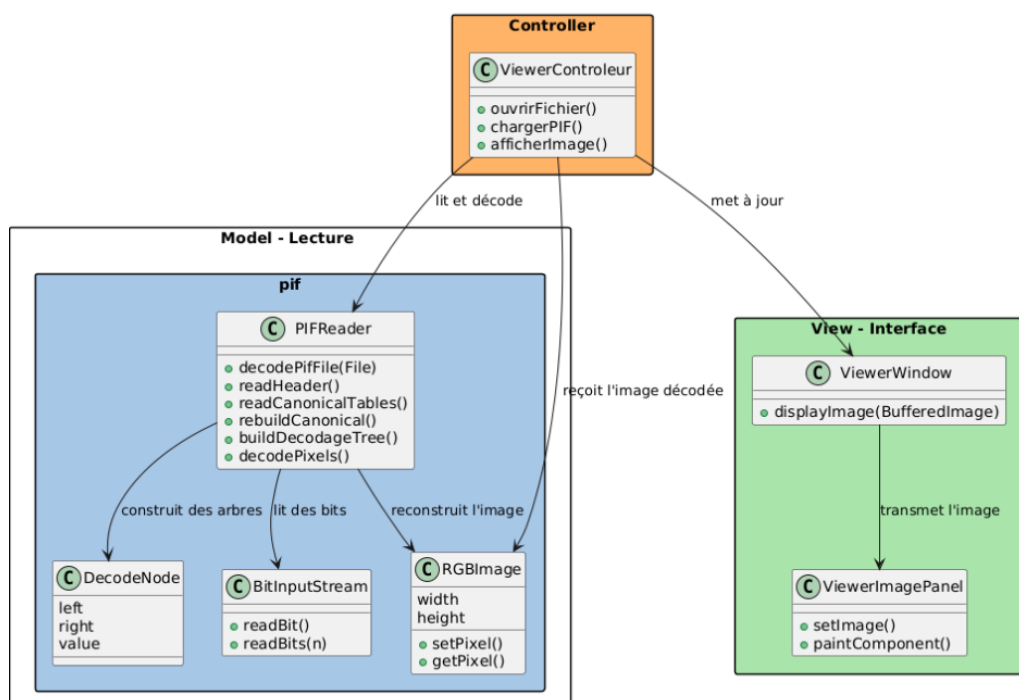 Controller
C ViewerControleur
ouvrirFichier()
chargerPIF()
afficherImage()
lit et décode
met à jour
reçoit l'image décodée
Model - Lecture
pif
C PIFReader
decodePifFile(File)
readHeader()
readCanonicalTables()
rebuildCanonical()
buildDecodageTree()
decodePixels()
construit des arbres
lit des bits
reconstruit l'image
C DecodeNode
left
right
value
C BitInputStream
readBit()
readBits(n)
C RGBImage
width
height
setPixel()
getPixel()
View - Interface
C ViewerWindow
displayImage(BufferedImage)
transmet l'image
C ViewerImagePanel
setImage()
paintComponent()